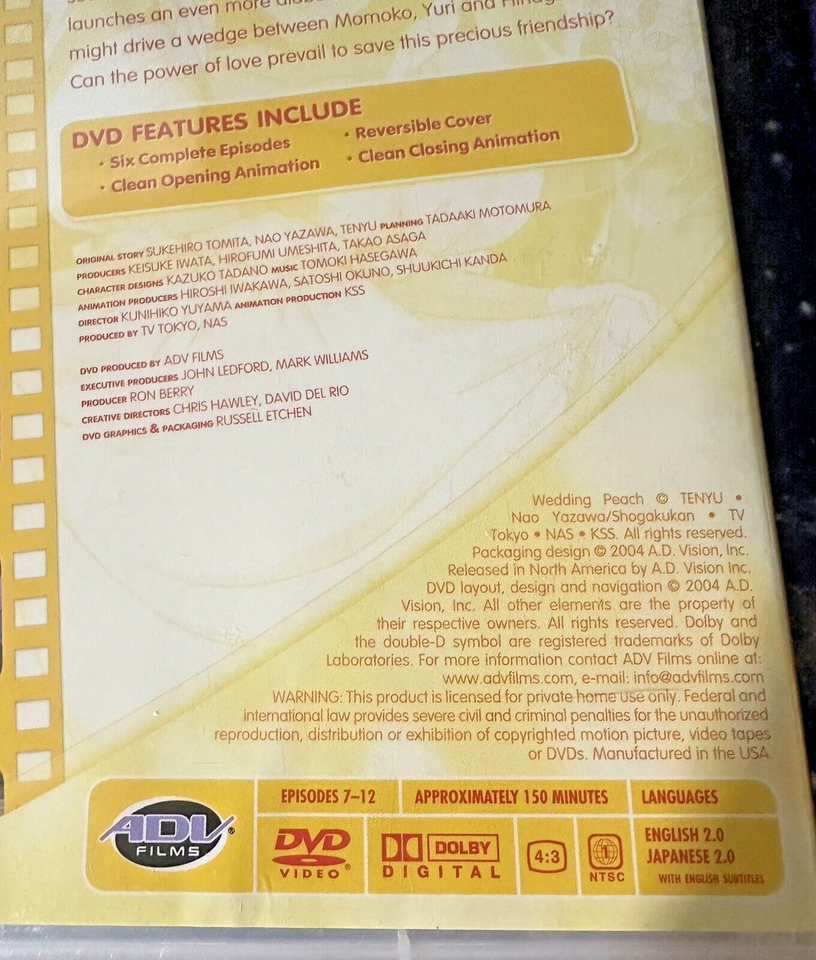 launches an even more
might drive a wedge between Momoko, Yuri and
Can the power of love prevail to save this precious friendship?
DVD FEATURES INCLUDE
• Six Complete Episodes
• Clean Opening Animation
• Reversible Cover
• Clean Closing Animation
ORIGINAL STORY SUKEHIRO TOMITA, NAO YAZAWA, TENYU PLANNING TADAAKI MOTOMURA
PRODUCERS KEISUKE IWATA, HIROFUMI UMESHITA, TAKAO ASAGA
CHARACTER DESIGNS KAZUKO TADANO MUSIC TOMOKI HASEGAWA
ANIMATION PRODUCERS HIROSHI IWAKAWA, SATOSHI OKUNO, SHUUKICHI KANDA
DIRECTOR KUNIHIKO YUYAMA ANIMATION PRODUCTION KSS
PRODUCED BY TV TOKYO, NAS
DVD PRODUCED BY ADV FILMS
EXECUTIVE PRODUCERS JOHN LEDFORD, MARK WILLIAMS
PRODUCER RON BERRY
CREATIVE DIRECTORS CHRIS HAWLEY, DAVID DEL RIO
DVD GRAPHICS & PACKAGING RUSSELL ETCHEN
Wedding Peach © TENYU •
Nao Yazawa/Shogakukan • TV
Tokyo • NAS • KSS. All rights reserved.
Packaging design © 2004 A.D. Vision, Inc.
Released in North America by A.D. Vision Inc.
DVD layout, design and navigation © 2004 A.D.
Vision, Inc. All other elements are the property of
their respective owners. All rights reserved. Dolby and
the double-D symbol are registered trademarks of Dolby
Laboratories. For more information contact ADV Films online at:
www.advfilms.com, e-mail: info@advfilms.com
WARNING: This product is licensed for private home use only. Federal and
international law provides severe civil and criminal penalties for the unauthorized
reproduction, distribution or exhibition of copyrighted motion picture, video tapes
or DVDs. Manufactured in the USA.
ADV®
FILMS
EPISODES 7–12
APPROXIMATELY 150 MINUTES
LANGUAGES
DVD
VIDEO®
DOLBY
DIGITAL
4:3
1
NTSC
ENGLISH 2.0
JAPANESE 2.0
WITH ENGLISH SUBTITLES